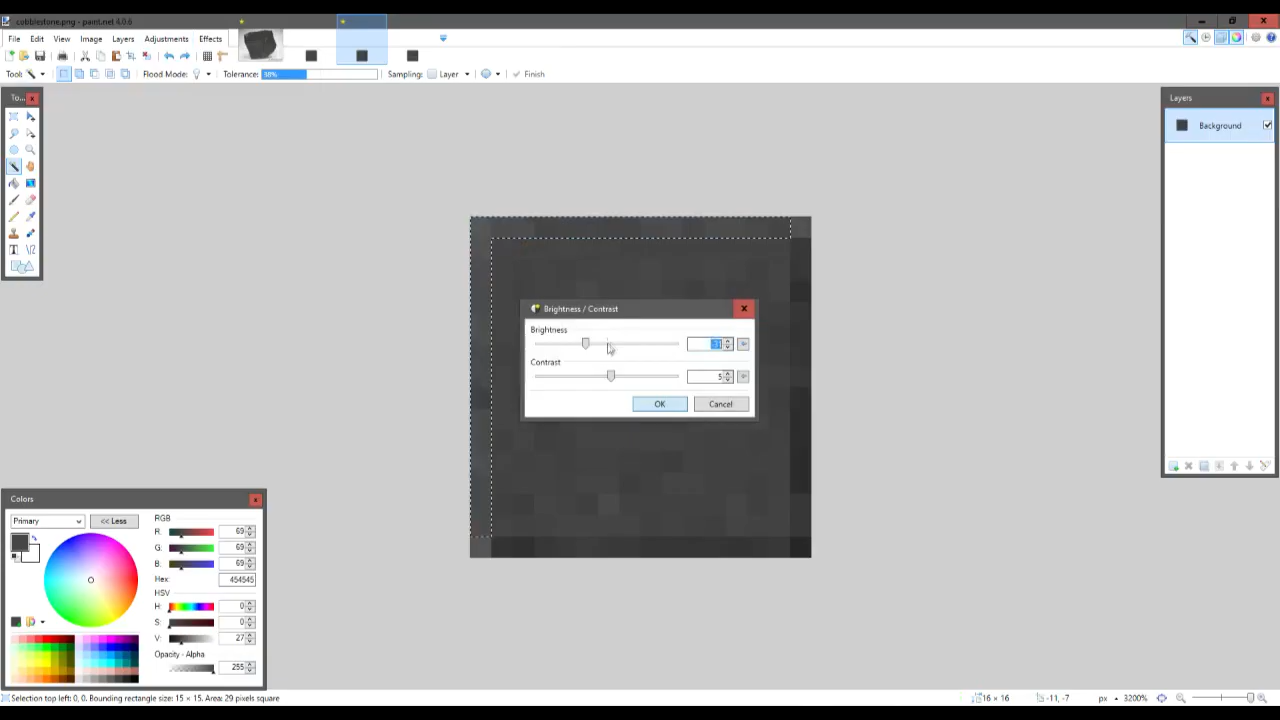 cobblestone.png - paint.net 4.0.6
File Edit View Image Layers Adjustments Effects
Tool: Flood Mode: Tolerance: 38% Sampling: Layer Finish
To...
Layers
Background
Brightness / Contrast
Brightness
Contrast
5
OK Cancel
Colors
Primary << Less
RGB
R: 69
G: 69
B: 69
Hex: 454545
HSV
H: 0
S: 0
V: 27
Opacity - Alpha
255
Selection top left: 0, 0. Bounding rectangle size: 15 × 15. Area: 29 pixels square
16 × 16 -11, -7 px 3200%